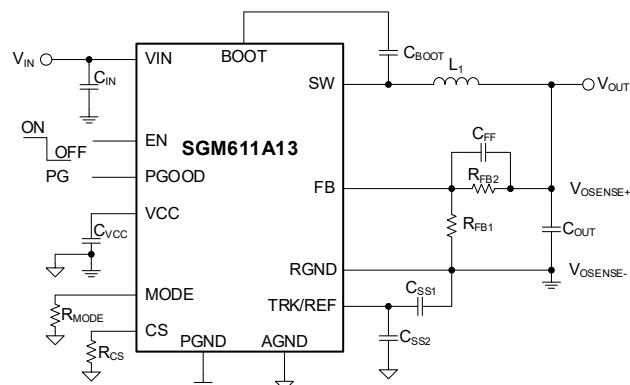 BOOT
CBOOT
VIN
CIN
VIN
SW
L1
VOUT
ON
OFF
EN
SGM611A13
CFF
PG
PGOOD
FB
RFB2
VOSENSE+
VCC
CVCC
RFB1
COUT
RGND
VOSENSE-
MODE
RMODE
TRK/REF
CSS1
CS
RCS
PGND
AGND
CSS2